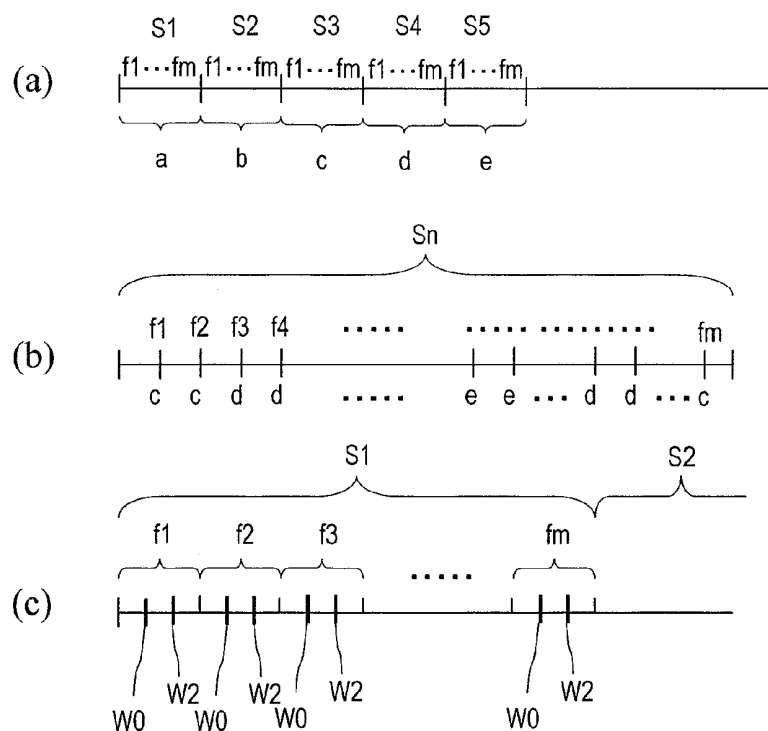 S1 S2 S3 S4 S5
(a) f1•••fm f1•••fm f1•••fm f1•••fm f1•••fm
a b c d e
Sn
f1 f2 f3 f4 ••••• ••••• ••••••••• fm
(b)
c c d d ••••• e e ••• d d ••• c
S1 S2
f1 f2 f3 ••••• fm
(c)
W0 W2 W0 W2 W0 W2 W0 W2